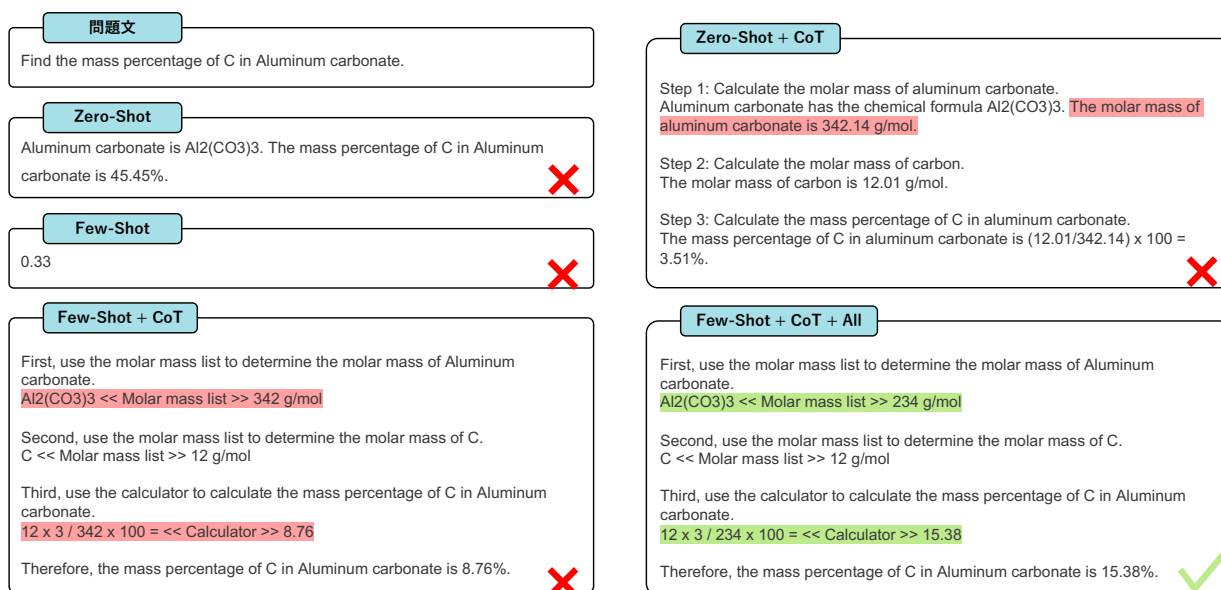 問題文
Find the mass percentage of C in Aluminum carbonate.
Zero-Shot
Aluminum carbonate is Al2(CO3)3. The mass percentage of C in Aluminum
carbonate is 45.45%.
Few-Shot
0.33
Few-Shot + CoT
First, use the molar mass list to determine the molar mass of Aluminum
carbonate.
Al2(CO3)3 << Molar mass list >> 342 g/mol
Second, use the molar mass list to determine the molar mass of C.
C << Molar mass list >> 12 g/mol
Third, use the calculator to calculate the mass percentage of C in Aluminum
carbonate.
12 x 3 / 342 x 100 = << Calculator >> 8.76
Therefore, the mass percentage of C in Aluminum carbonate is 8.76%.
Zero-Shot + CoT
Step 1: Calculate the molar mass of aluminum carbonate.
Aluminum carbonate has the chemical formula Al2(CO3)3. The molar mass of
aluminum carbonate is 342.14 g/mol.
Step 2: Calculate the molar mass of carbon.
The molar mass of carbon is 12.01 g/mol.
Step 3: Calculate the mass percentage of C in aluminum carbonate.
The mass percentage of C in aluminum carbonate is (12.01/342.14) x 100 =
3.51%.
Few-Shot + CoT + All
First, use the molar mass list to determine the molar mass of Aluminum
carbonate.
Al2(CO3)3 << Molar mass list >> 234 g/mol
Second, use the molar mass list to determine the molar mass of C.
C << Molar mass list >> 12 g/mol
Third, use the calculator to calculate the mass percentage of C in Aluminum
carbonate.
12 x 3 / 234 x 100 = << Calculator >> 15.38
Therefore, the mass percentage of C in Aluminum carbonate is 15.38%.